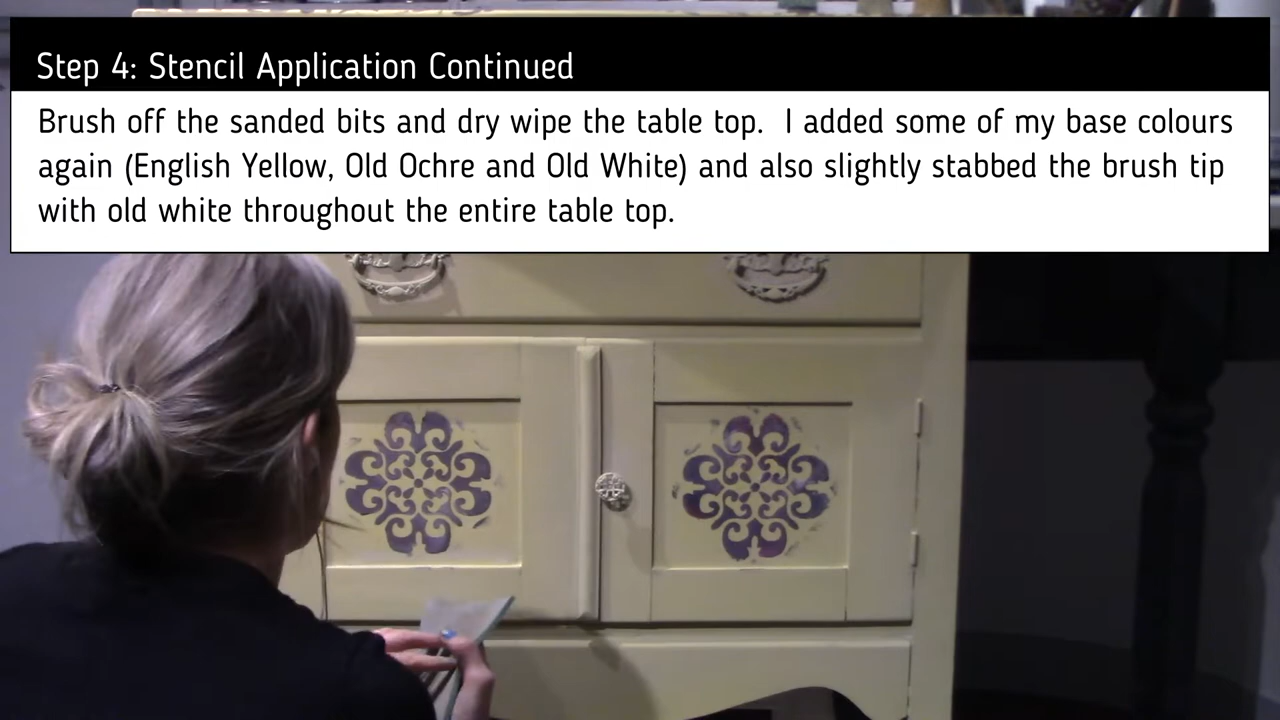 Step 4: Stencil Application Continued
Brush off the sanded bits and dry wipe the table top.  I added some of my base colours
again (English Yellow, Old Ochre and Old White) and also slightly stabbed the brush tip
with old white throughout the entire table top.